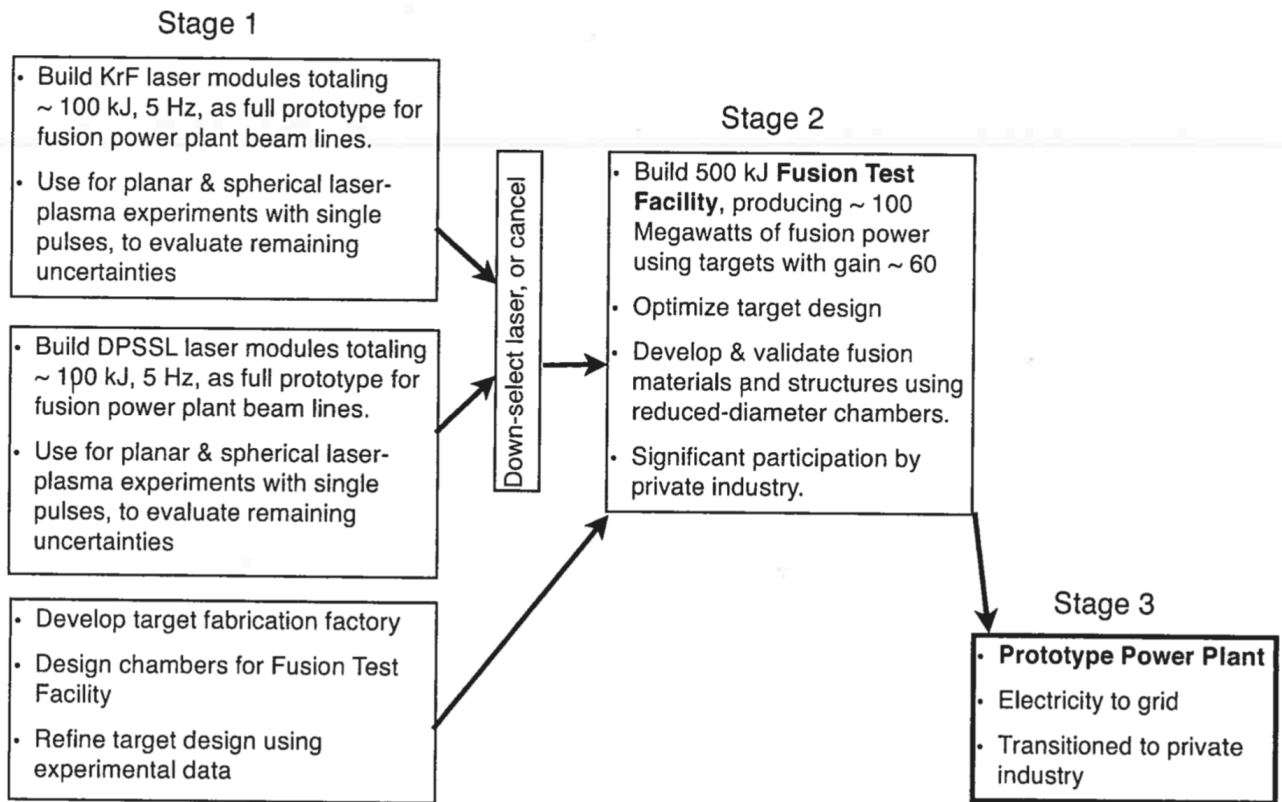 Stage 1
• Build KrF laser modules totaling
~ 100 kJ, 5 Hz, as full prototype for
fusion power plant beam lines.
• Use for planar & spherical laser-
plasma experiments with single
pulses, to evaluate remaining
uncertainties
• Build DPSSL laser modules totaling
~ 100 kJ, 5 Hz, as full prototype for
fusion power plant beam lines.
• Use for planar & spherical laser-
plasma experiments with single
pulses, to evaluate remaining
uncertainties
• Develop target fabrication factory
• Design chambers for Fusion Test
Facility
• Refine target design using
experimental data
Down-select laser, or cancel
Stage 2
• Build 500 kJ Fusion Test
Facility, producing ~ 100
Megawatts of fusion power
using targets with gain ~ 60
• Optimize target design
• Develop & validate fusion
materials and structures using
reduced-diameter chambers.
• Significant participation by
private industry.
Stage 3
• Prototype Power Plant
• Electricity to grid
• Transitioned to private
industry